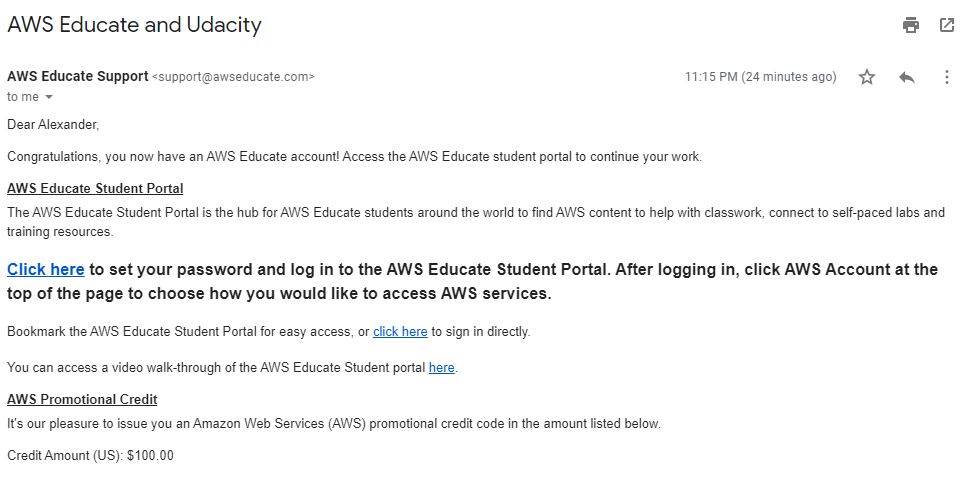 AWS Educate and Udacity
AWS Educate Support <support@awseducate.com>
11:15 PM (24 minutes ago)
to me
Dear Alexander,
Congratulations, you now have an AWS Educate account! Access the AWS Educate student portal to continue your work.
AWS Educate Student Portal
The AWS Educate Student Portal is the hub for AWS Educate students around the world to find AWS content to help with classwork, connect to self-paced labs and
training resources.
Click here to set your password and log in to the AWS Educate Student Portal. After logging in, click AWS Account at the
top of the page to choose how you would like to access AWS services.
Bookmark the AWS Educate Student Portal for easy access, or click here to sign in directly.
You can access a video walk-through of the AWS Educate Student portal here.
AWS Promotional Credit
It's our pleasure to issue you an Amazon Web Services (AWS) promotional credit code in the amount listed below.
Credit Amount (US): $100.00